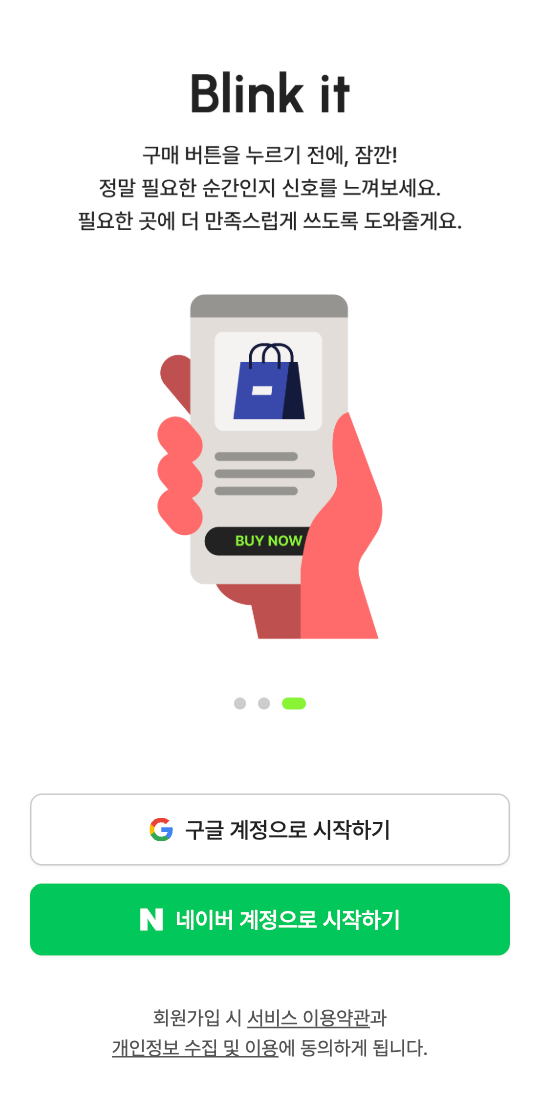 Blink it
구매 버튼을 누르기 전에, 잠깐!
정말 필요한 순간인지 신호를 느껴보세요.
필요한 곳에 더 만족스럽게 쓰도록 도와줄게요.
BUY NOW
구글 계정으로 시작하기
네이버 계정으로 시작하기
회원가입 시 서비스 이용약관과
개인정보 수집 및 이용에 동의하게 됩니다.